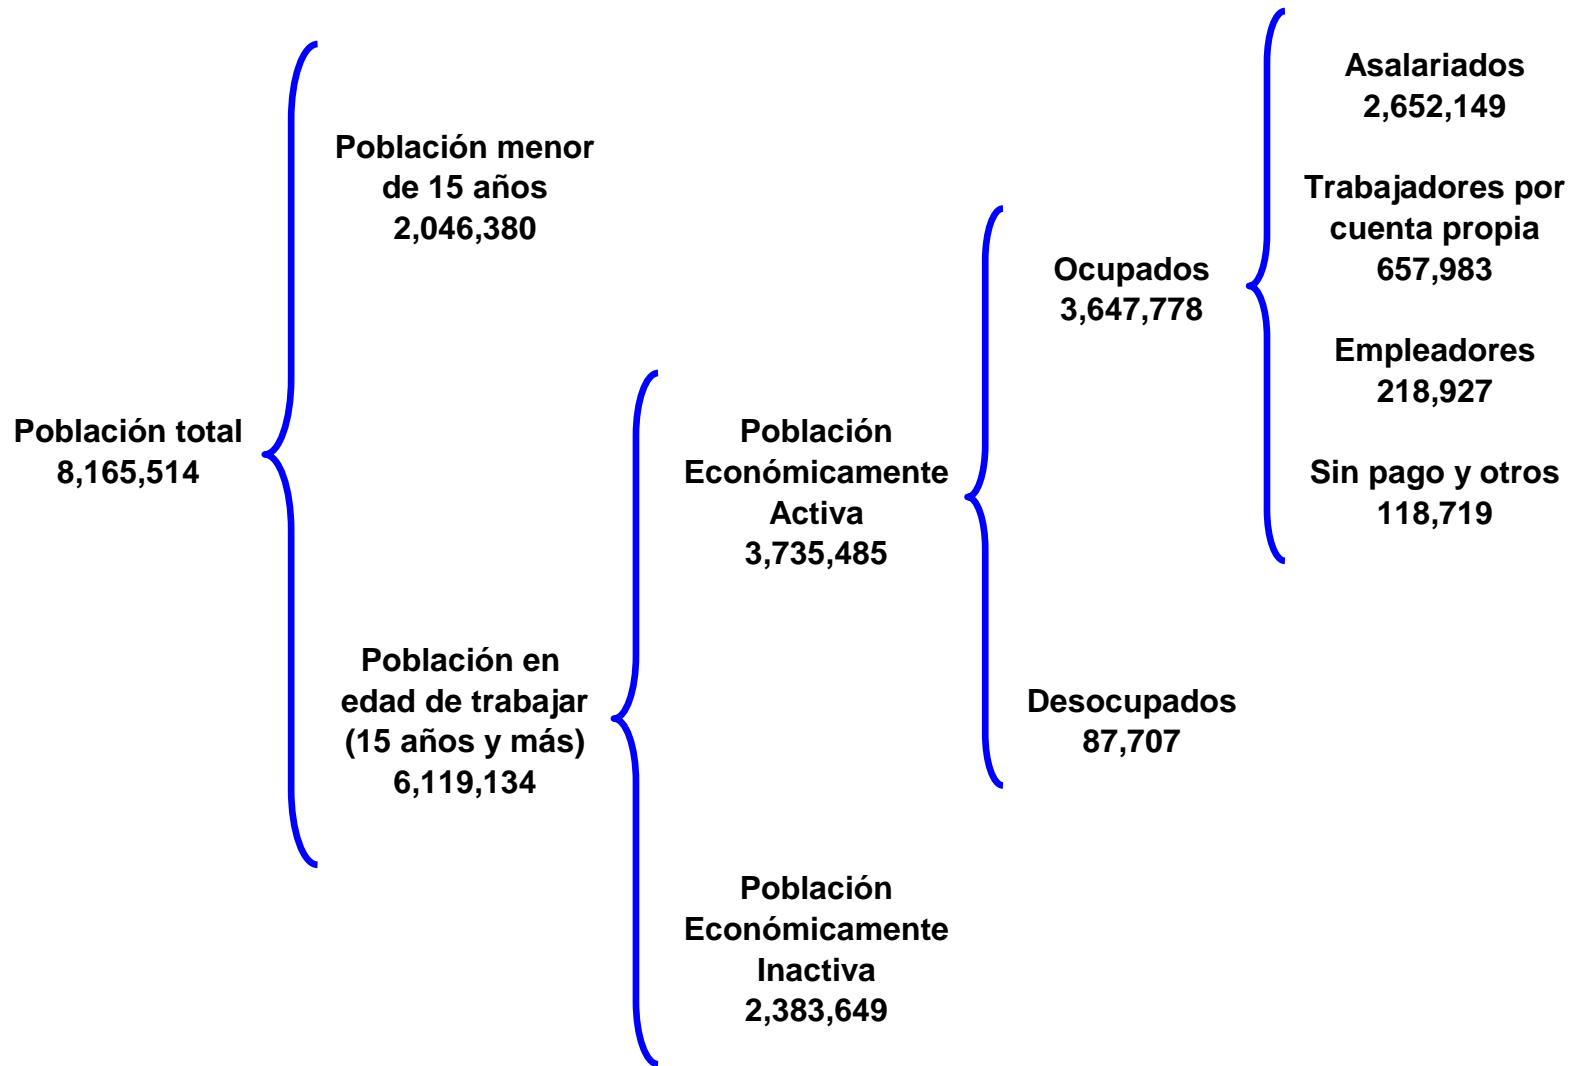 Población total
8,165,514
Población menor
de 15 años
2,046,380
Población en
edad de trabajar
(15 años y más)
6,119,134
Población
Económicamente
Activa
3,735,485
Población
Económicamente
Inactiva
2,383,649
Ocupados
3,647,778
Desocupados
87,707
Asalariados
2,652,149
Trabajadores por
cuenta propia
657,983
Empleadores
218,927
Sin pago y otros
118,719